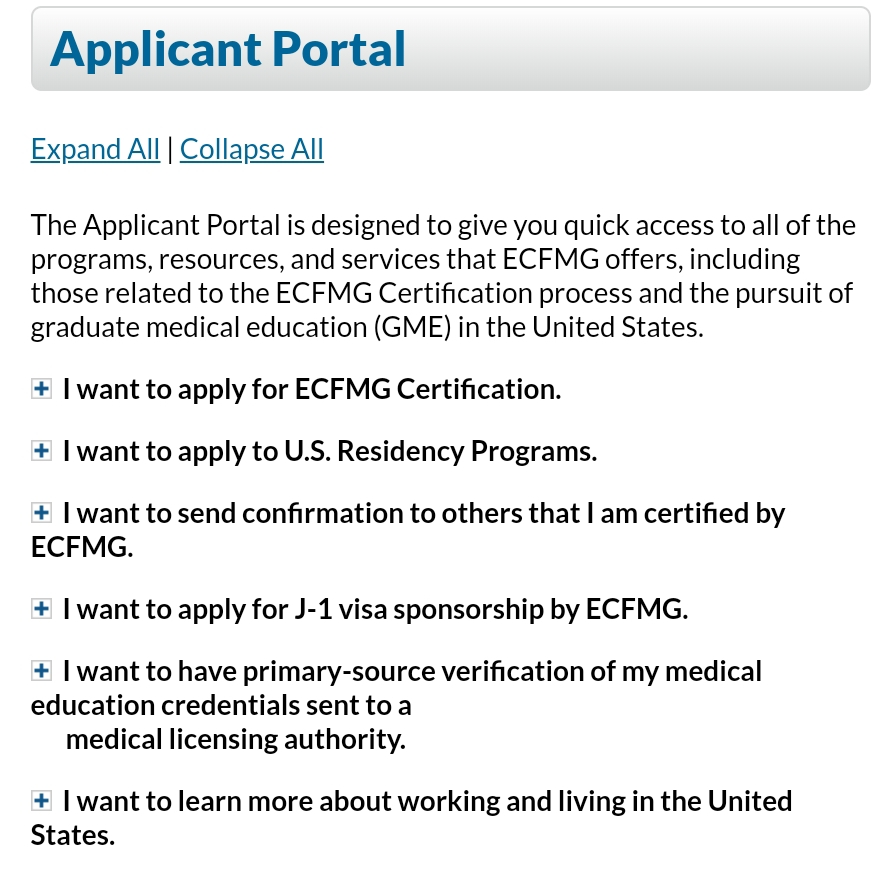 Applicant Portal
Expand All | Collapse All
The Applicant Portal is designed to give you quick access to all of the
programs, resources, and services that ECFMG offers, including
those related to the ECFMG Certification process and the pursuit of
graduate medical education (GME) in the United States.
I want to apply for ECFMG Certification.
I want to apply to U.S. Residency Programs.
I want to send confirmation to others that I am certified by
ECFMG.
I want to apply for J-1 visa sponsorship by ECFMG.
I want to have primary-source verification of my medical
education credentials sent to a
medical licensing authority.
I want to learn more about working and living in the United
States.